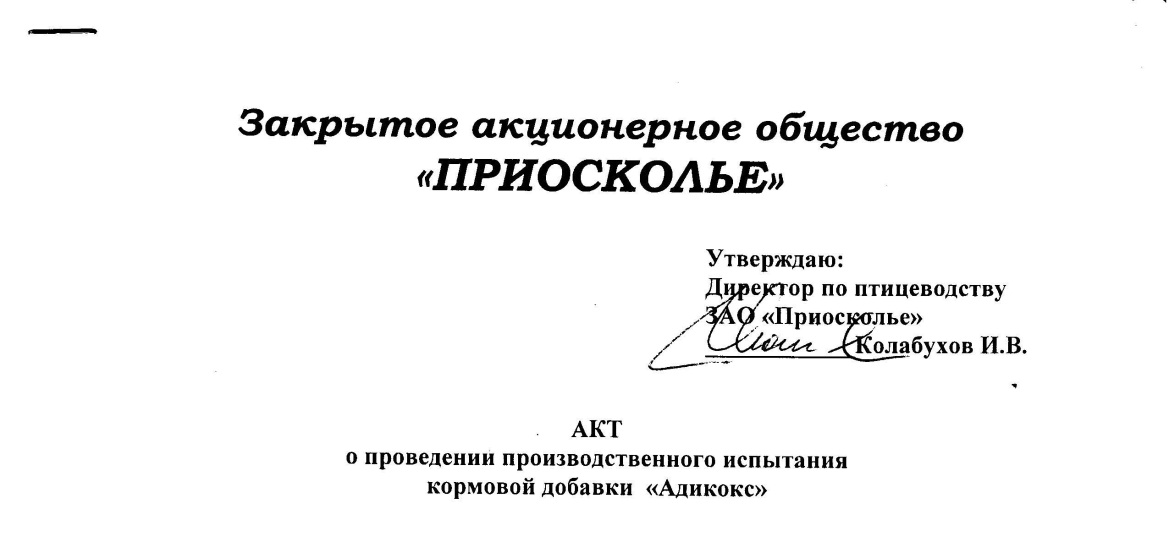 Закрытое акционерное общество
«ПРИОСКОЛЬЕ»
Утверждаю:
Директор по птицеводству
ЗАО «Приосколье»
Колабухов И.В.
АКТ
о проведении производственного испытания
кормовой добавки «Адикокс»